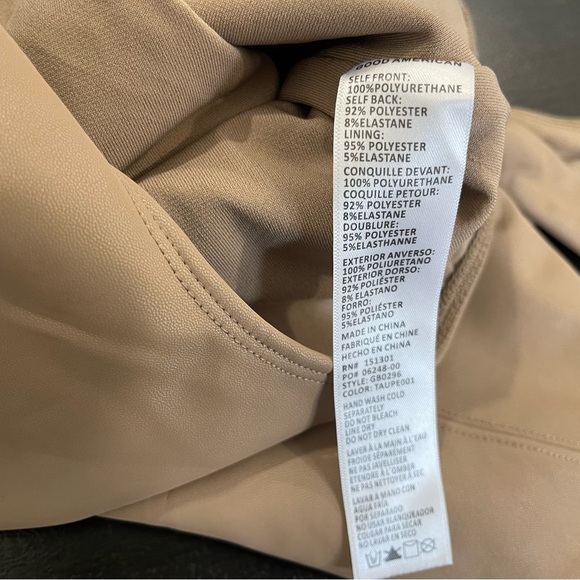 GOOD AMERICAN
SELF FRONT:
100%POLYURETHANE
SELF BACK:
92% POLYESTER
8%ELASTANE
LINING:
95% POLYESTER
5%ELASTANE
CONQUILLE DEVANT:
100% POLYURETHANE
COQUILLE PETOUR:
92% POLYESTER
8%ELASTANE
DOUBLURE:
95% POLYESTER
5%ELASTHANNE
EXTERIOR ANVERSO:
100% POLIURETANO
EXTERIOR DORSO:
92% POLIÉSTER
8% ELASTANO
FORRO:
95% POLIÉSTER
5%ELASTANO
MADE IN CHINA
FABRIQUÉ EN CHINE
HECHO EN CHINA
RN# 151301
PO# 06248-00
STYLE: GB0296
COLOR: TAUPE001
HAND WASH COLD
SEPARATELY
DO NOT BLEACH
LINE DRY
DO NOT DRY CLEAN
LAVER À LA MAIN À L'EAU
FROIDE SÉPARÉMENT
NE PAS JAVELLISER
ÉTENDRE À L'OMBER
NE PAS NETTOYER À SEC
LAVAR A MANO CON
AGUA FAÍA
POR SEPARADO
NO USAR BLANQUEADOR
COLGAR PARA SECAR
NO LAVAR EN SECO